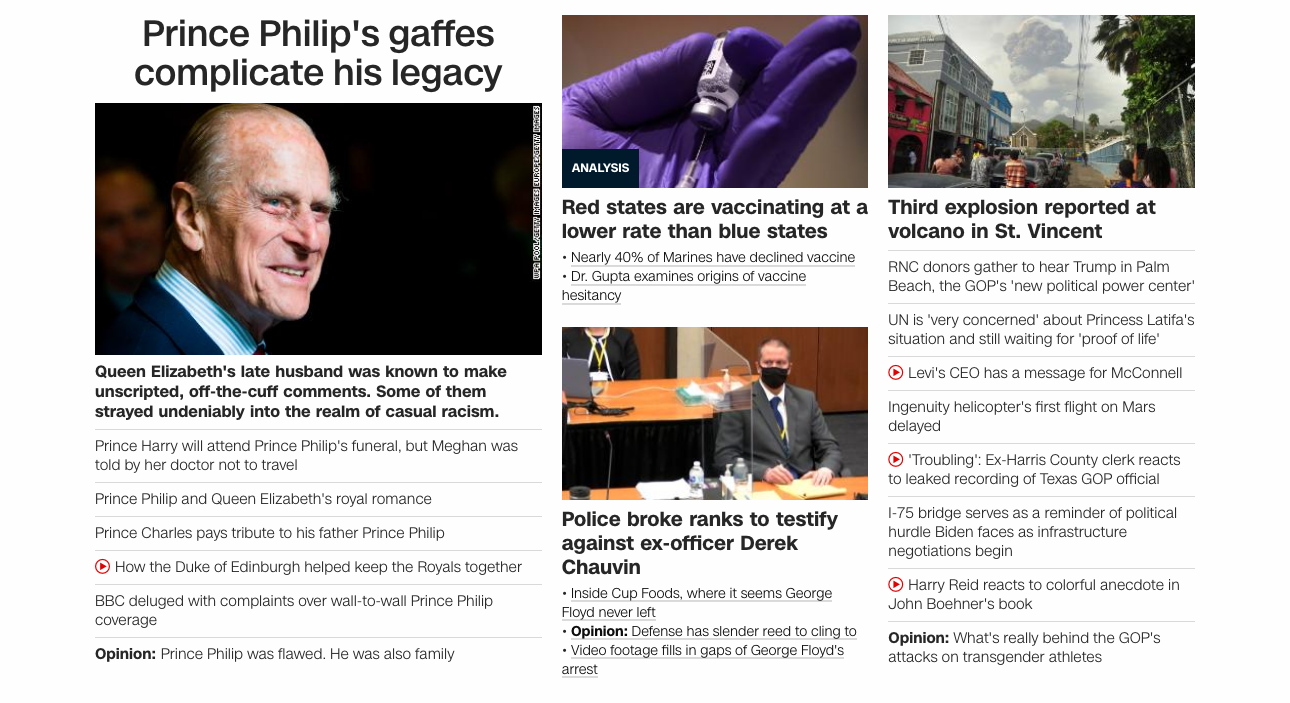 Prince Philip's gaffes
complicate his legacy
WPA POOL/GETTY IMAGES EUROPE/GETTY IMAGES
Queen Elizabeth's late husband was known to make
unscripted, off-the-cuff comments. Some of them
strayed undeniably into the realm of casual racism.
Prince Harry will attend Prince Philip's funeral, but Meghan was
told by her doctor not to travel
Prince Philip and Queen Elizabeth's royal romance
Prince Charles pays tribute to his father Prince Philip
How the Duke of Edinburgh helped keep the Royals together
BBC deluged with complaints over wall-to-wall Prince Philip
coverage
Opinion: Prince Philip was flawed. He was also family
ANALYSIS
Red states are vaccinating at a
lower rate than blue states
• Nearly 40% of Marines have declined vaccine
• Dr. Gupta examines origins of vaccine
hesitancy
Police broke ranks to testify
against ex-officer Derek
Chauvin
• Inside Cup Foods, where it seems George
Floyd never left
• Opinion: Defense has slender reed to cling to
• Video footage fills in gaps of George Floyd's
arrest
Third explosion reported at
volcano in St. Vincent
RNC donors gather to hear Trump in Palm
Beach, the GOP's 'new political power center'
UN is 'very concerned' about Princess Latifa's
situation and still waiting for 'proof of life'
Levi's CEO has a message for McConnell
Ingenuity helicopter's first flight on Mars
delayed
'Troubling': Ex-Harris County clerk reacts
to leaked recording of Texas GOP official
I-75 bridge serves as a reminder of political
hurdle Biden faces as infrastructure
negotiations begin
Harry Reid reacts to colorful anecdote in
John Boehner's book
Opinion: What's really behind the GOP's
attacks on transgender athletes